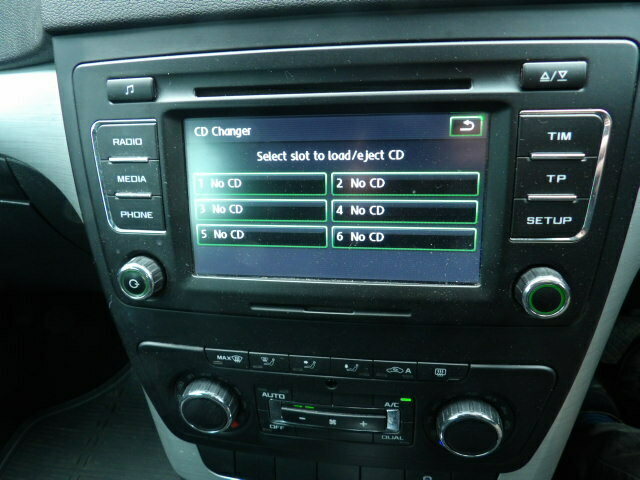 CD Changer
Select slot to load/eject CD
1 No CD
2 No CD
3 No CD
4 No CD
5 No CD
6 No CD
RADIO
MEDIA
PHONE
TIM
TP
SETUP
MAX
A
AUTO
OFF
A/C
DUAL